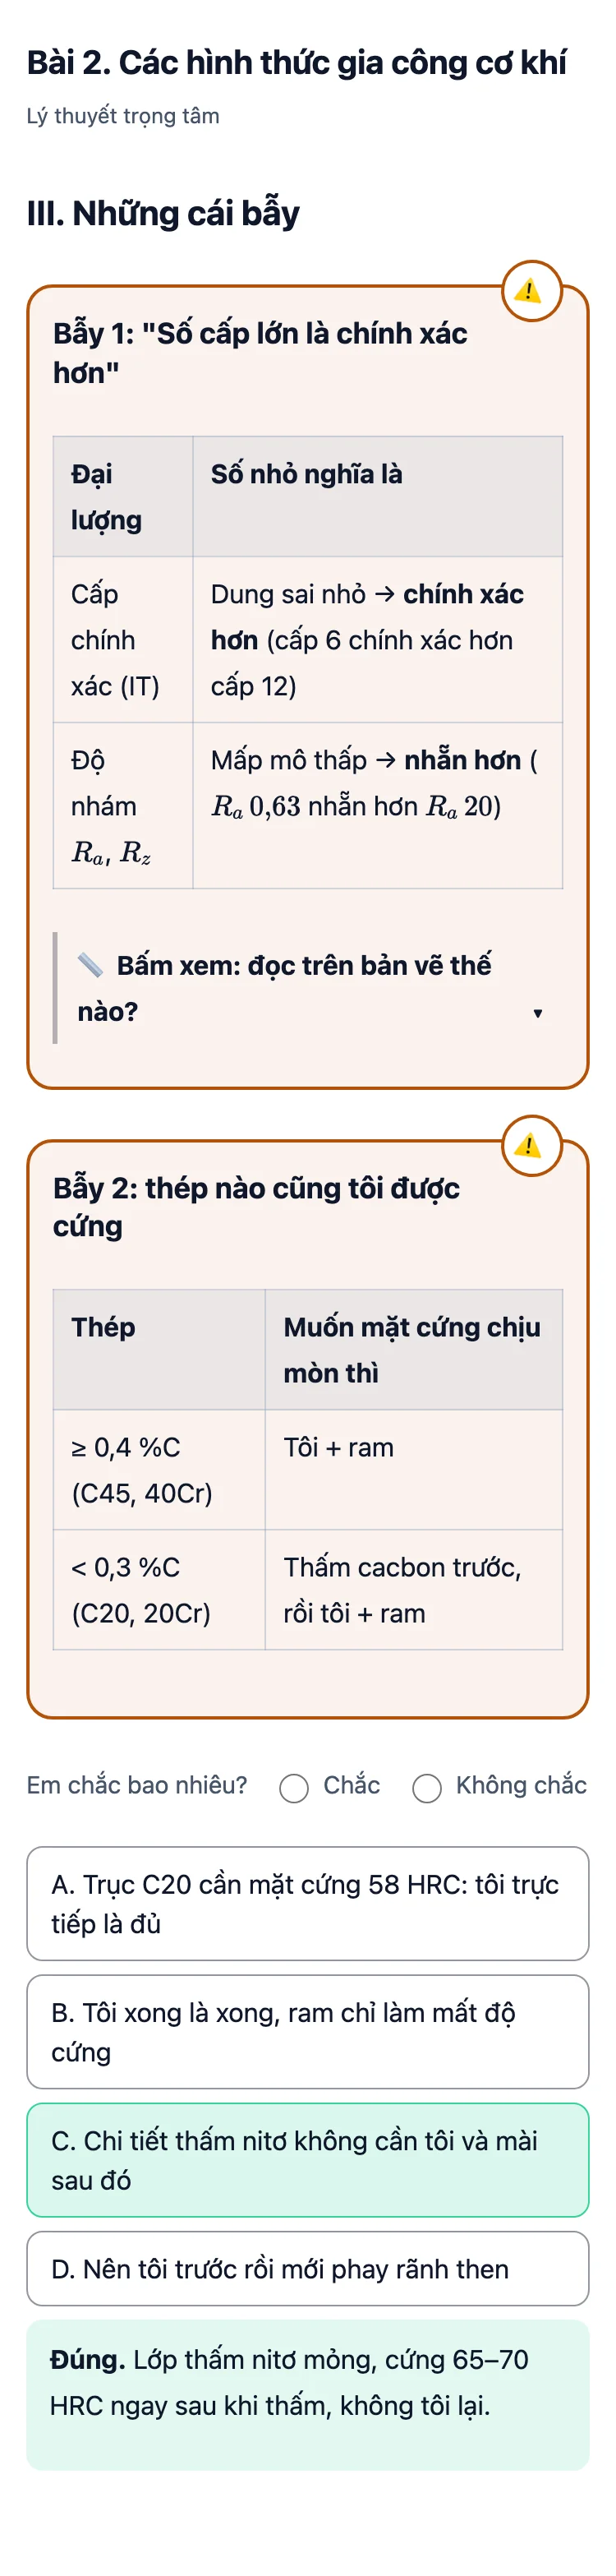 Bài 2. Các hình thức gia công cơ khí
Lý thuyết trọng tâm
III. Những cái bẫy
Bẫy 1: "Số cấp lớn là chính xác
hơn"
Đại
lượng
Số nhỏ nghĩa là
Cấp
chính
xác (IT)
Dung sai nhỏ → chính xác
hơn (cấp 6 chính xác hơn
cấp 12)
Độ
nhám
Rₐ, R_z
Mấp mô thấp → nhẵn hơn (
Rₐ 0,63 nhẵn hơn Rₐ 20)
Bấm xem: đọc trên bản vẽ thế
nào?
Bẫy 2: thép nào cũng tôi được
cứng
Thép
Muốn mặt cứng chịu
mòn thì
≥ 0,4 %C
(C45, 40Cr)
Tôi + ram
< 0,3 %C
(C20, 20Cr)
Thấm cacbon trước,
rồi tôi + ram
Em chắc bao nhiêu? Chắc Không chắc
A. Trục C20 cần mặt cứng 58 HRC: tôi trực
tiếp là đủ
B. Tôi xong là xong, ram chỉ làm mất độ
cứng
C. Chi tiết thấm nitơ không cần tôi và mài
sau đó
D. Nên tôi trước rồi mới phay rãnh then
Đúng. Lớp thấm nitơ mỏng, cứng 65–70
HRC ngay sau khi thấm, không tôi lại.